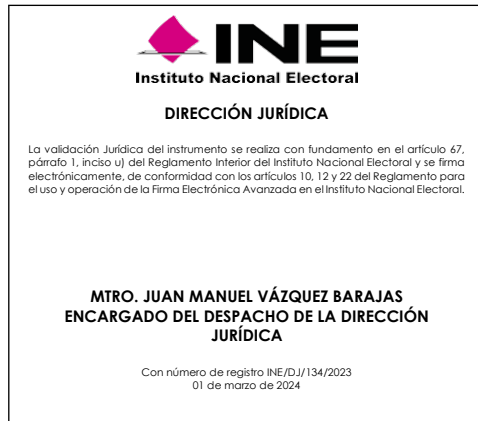 INE
Instituto Nacional Electoral
DIRECCIÓN JURÍDICA
La validación Jurídica del instrumento se realiza con fundamento en el artículo 67,
párrafo 1, inciso u) del Reglamento Interior del Instituto Nacional Electoral y se firma
electrónicamente, de conformidad con los artículos 10, 12 y 22 del Reglamento para
el uso y operación de la Firma Electrónica Avanzada en el Instituto Nacional Electoral.
MTRO. JUAN MANUEL VÁZQUEZ BARAJAS
ENCARGADO DEL DESPACHO DE LA DIRECCIÓN
JURÍDICA
Con número de registro INE/DJ/134/2023
01 de marzo de 2024